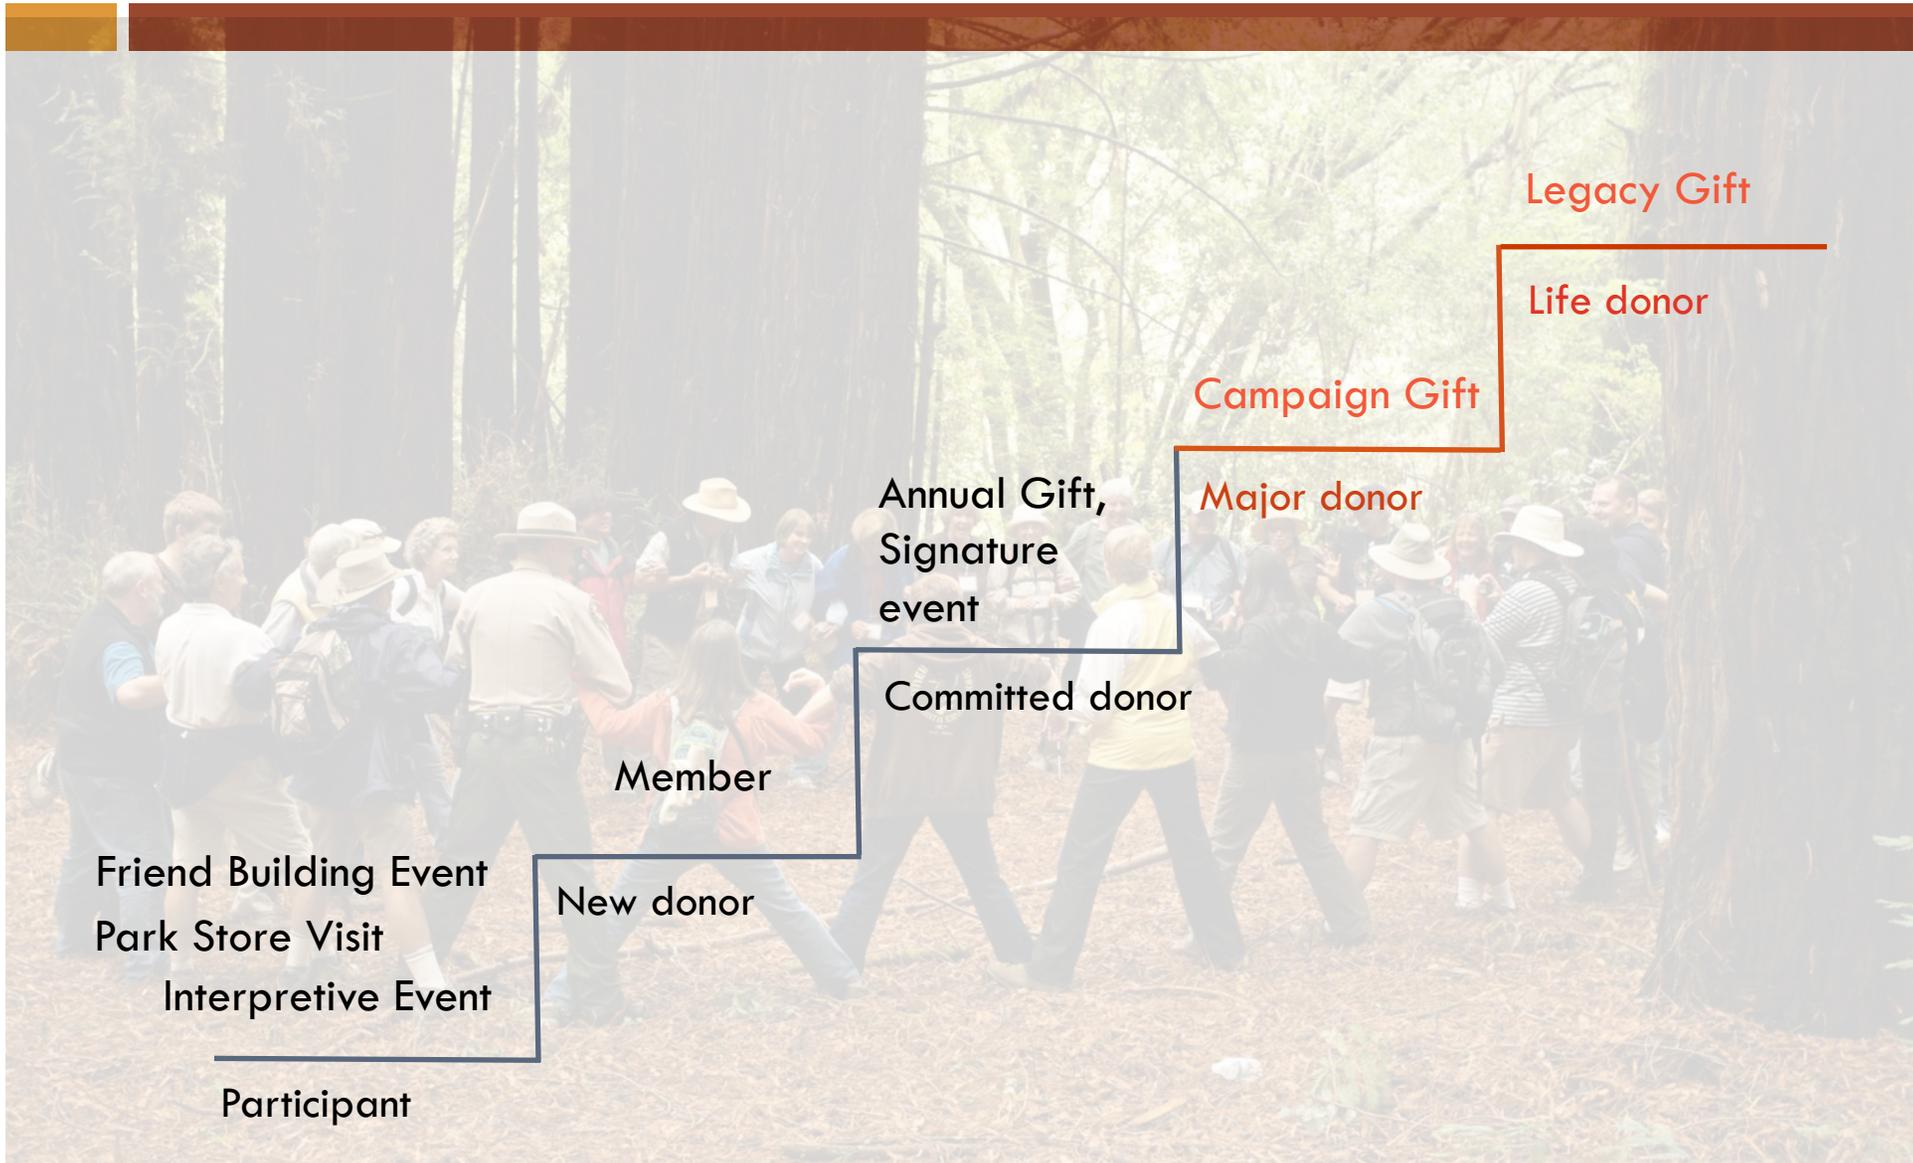 Legacy Gift
Life donor
Campaign Gift
Major donor
Annual Gift,
Signature
event
Committed donor
Member
New donor
Friend Building Event
Park Store Visit
Interpretive Event
Participant